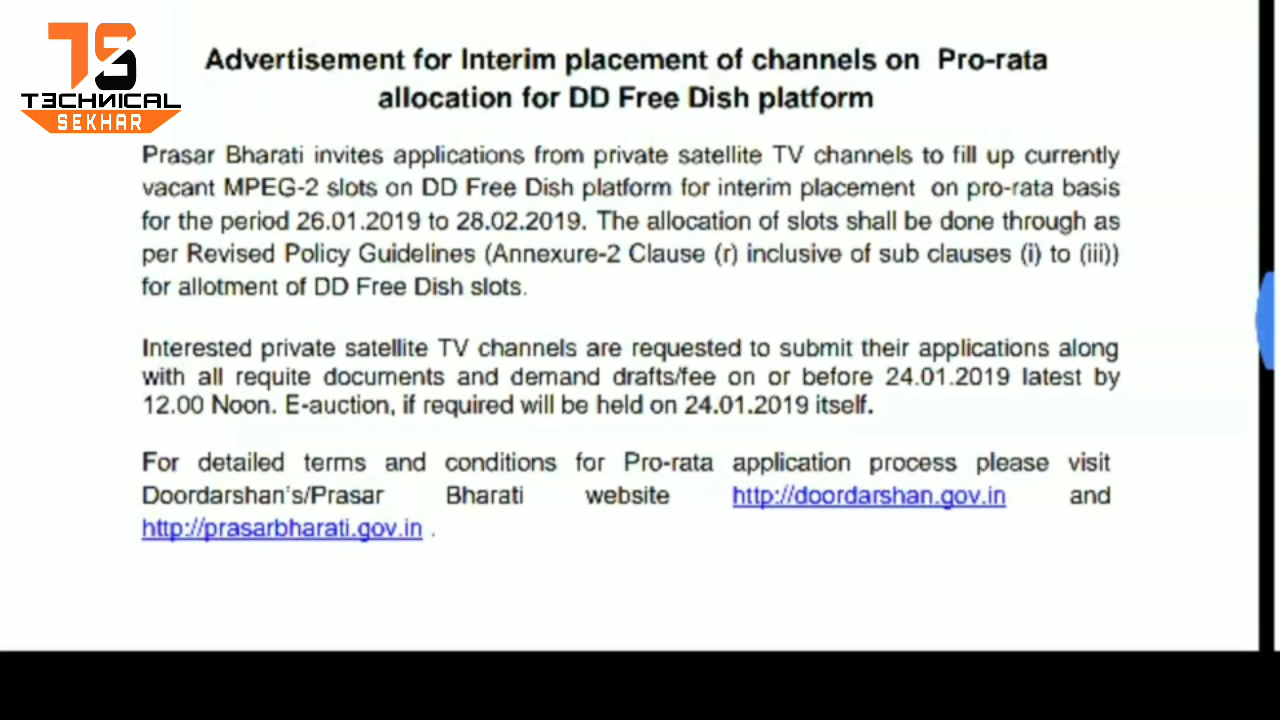 TS
TECHNICAL
SEKHAR
Advertisement for Interim placement of channels on Pro-rata
allocation for DD Free Dish platform
Prasar Bharati invites applications from private satellite TV channels to fill up currently
vacant MPEG-2 slots on DD Free Dish platform for interim placement on pro-rata basis
for the period 26.01.2019 to 28.02.2019. The allocation of slots shall be done through as
per Revised Policy Guidelines (Annexure-2 Clause (r) inclusive of sub clauses (i) to (iii))
for allotment of DD Free Dish slots.
Interested private satellite TV channels are requested to submit their applications along
with all requite documents and demand drafts/fee on or before 24.01.2019 latest by
12.00 Noon. E-auction, if required will be held on 24.01.2019 itself.
For detailed terms and conditions for Pro-rata application process please visit
Doordarshan's/Prasar Bharati website http://doordarshan.gov.in and
http://prasarbharati.gov.in .